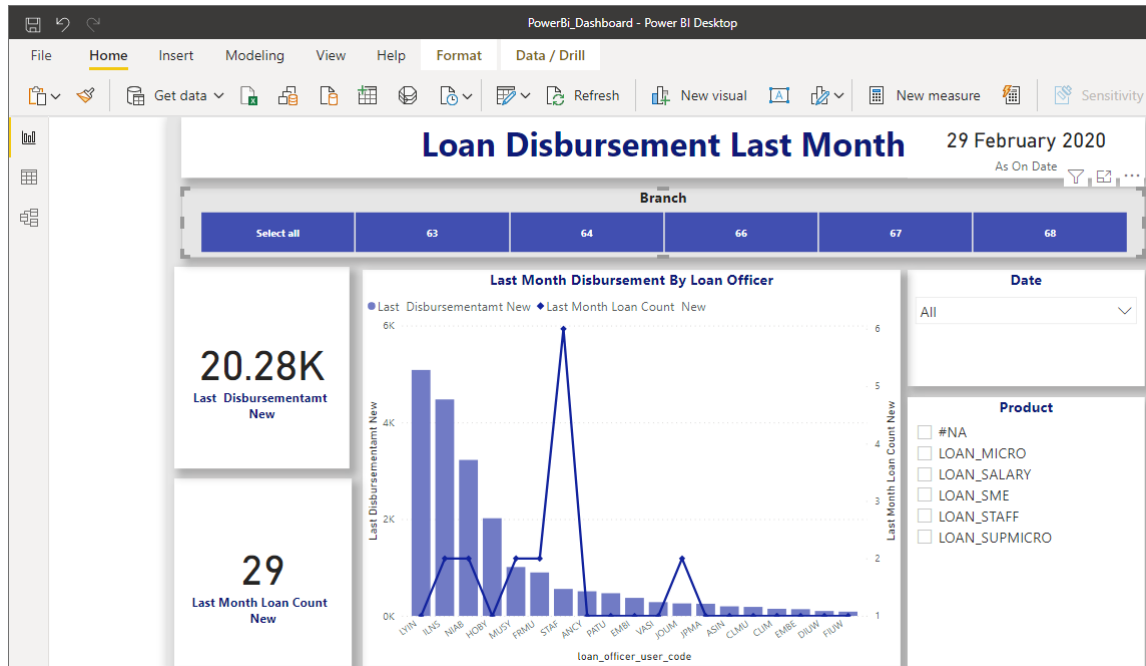 PowerBi_Dashboard - Power BI Desktop
File Home Insert Modeling View Help Format Data / Drill
Get data Refresh New visual New measure Sensitivity
Loan Disbursement Last Month
29 February 2020
As On Date
Branch
Select all 63 64 66 67 68
20.28K
Last Disbursementamt
New
29
Last Month Loan Count
New
Last Month Disbursement By Loan Officer
Last Disbursementamt New Last Month Loan Count New
Last Disbursementamt New
6K
4K
2K
0K
6
5
4
3
2
1
Last Month Loan Count New
LYIN ILNS NIAB HOBY MUSY FRMU STAF ANCY PATU EMBI VASI JOUM JPMA ASIN CLMU CLIM EMBE DIUW FIUW
loan_officer_user_code
Date
All
Product
#NA
LOAN_MICRO
LOAN_SALARY
LOAN_SME
LOAN_STAFF
LOAN_SUPMICRO